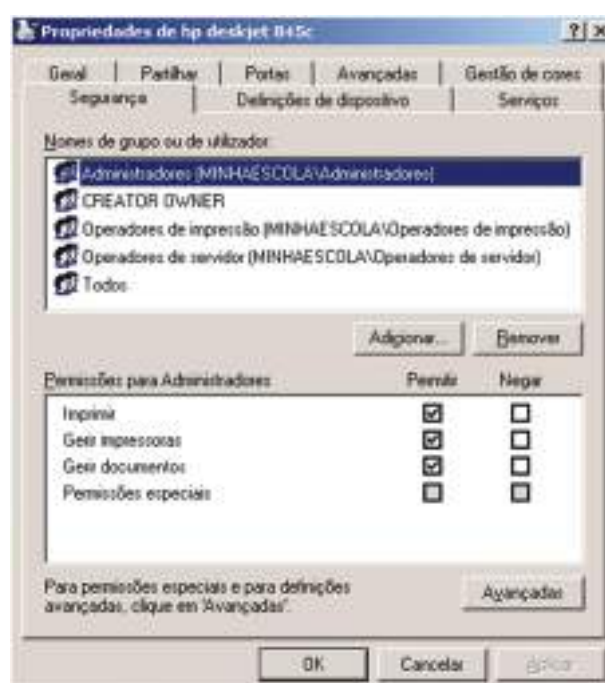 Propriedades de hp deskjet 845c
Geral Partilhar Portas Avançadas Gestão de cores
Segurança Definições de dispositivo Serviços
Nomes de grupo ou de utilizador:
Administradores (MINHAESCOLA\Administradores)
CREATOR OWNER
Operadores de impressão (MINHAESCOLA\Operadores de impressão)
Operadores de servidor (MINHAESCOLA\Operadores de servidor)
Todos
Adicionar... Remover
Permissões para Administradores Permitir Negar
Imprimir
Gerir impressoras
Gerir documentos
Permissões especiais
Para permissões especiais e para definições
avançadas, clique em 'Avançadas'.
Avançadas
OK Cancelar Aplicar